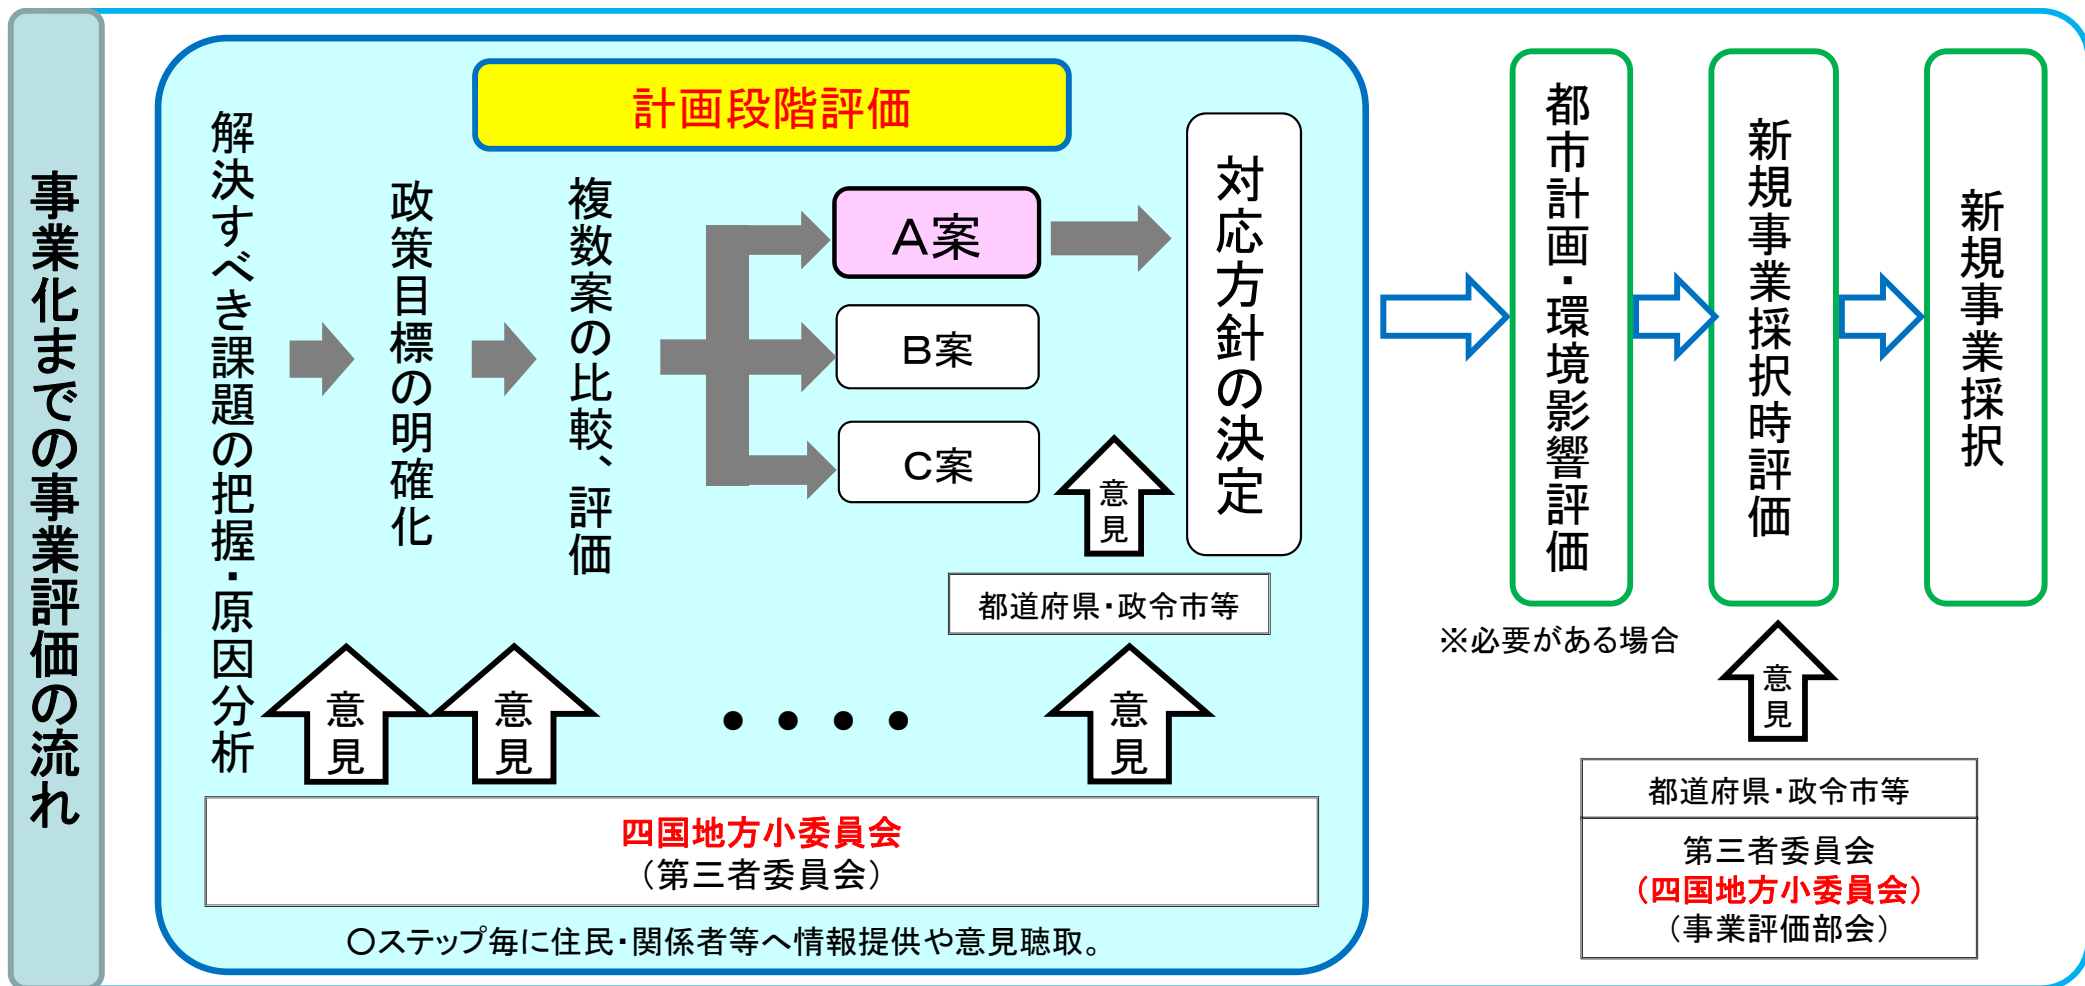 事業化までの事業評価の流れ
計画段階評価
解決すべき課題の把握・原因分析
政策目標の明確化
複数案の比較、評価
A案
B案
C案
対応方針の決定
意見
都道府県・政令市等
意見
意見
・・・・
意見
四国地方小委員会
（第三者委員会）
〇ステップ毎に住民・関係者等へ情報提供や意見聴取。
都市計画・環境影響評価
※必要がある場合
新規事業採択時評価
新規事業採択
意見
都道府県・政令市等
第三者委員会
（四国地方小委員会）
（事業評価部会）